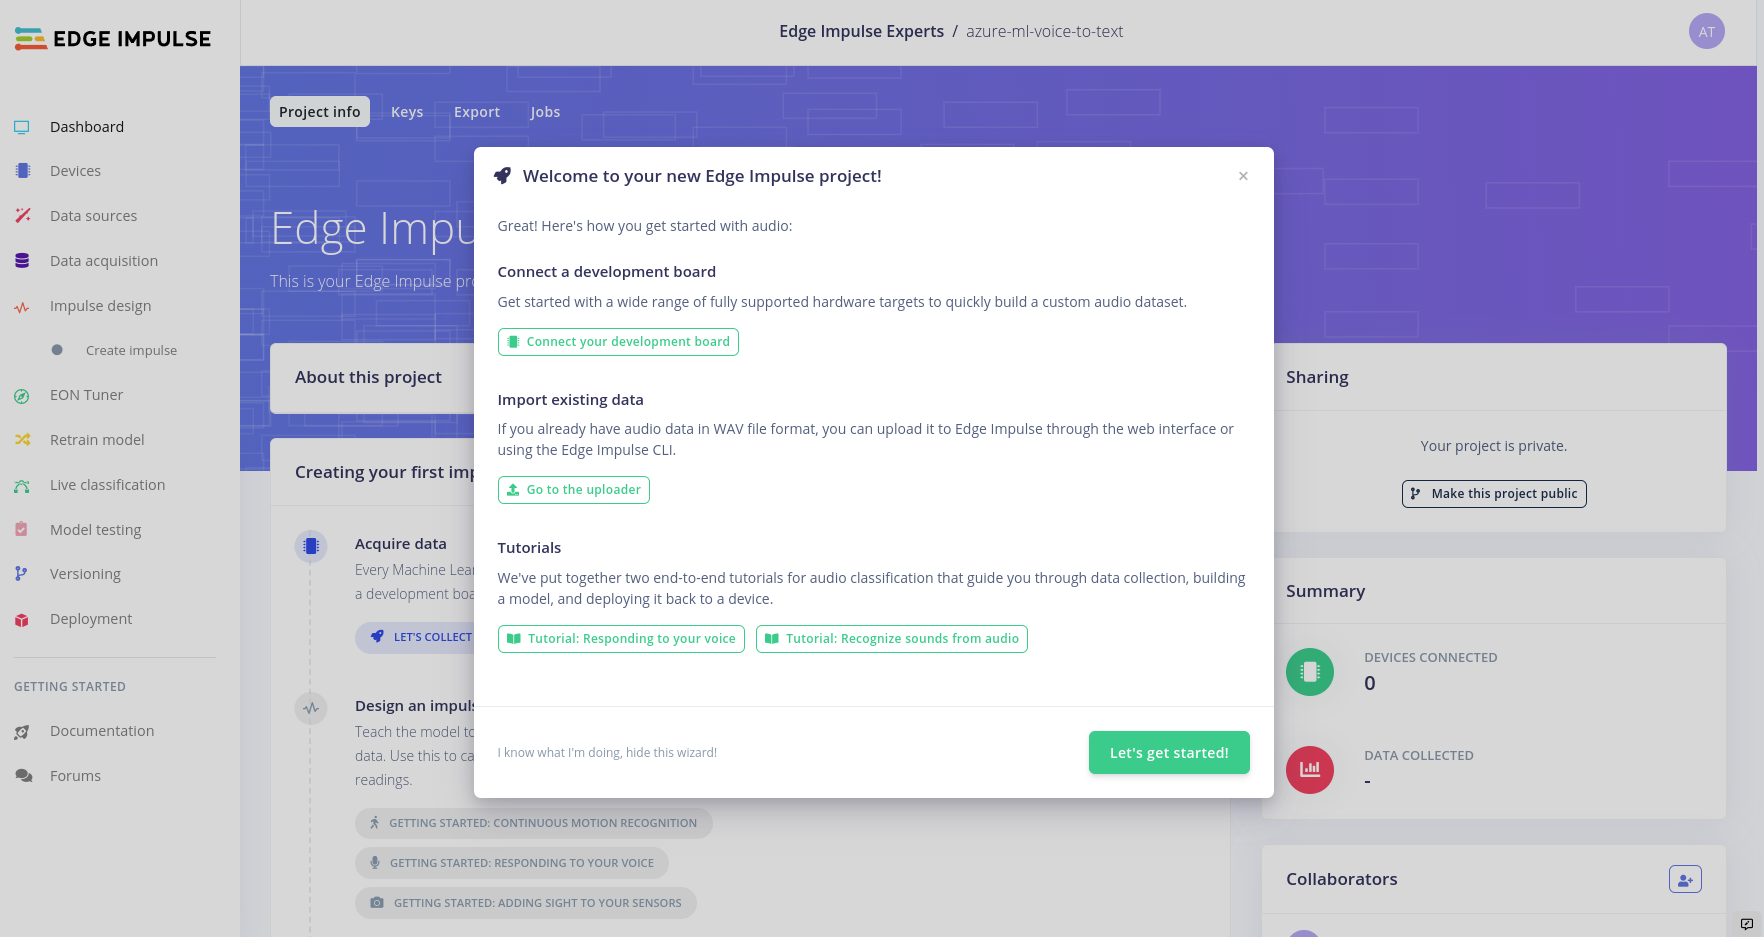 EDGE IMPULSE
Edge Impulse Experts / azure-ml-voice-to-text
AT
Dashboard
Devices
Data sources
Data acquisition
Impulse design
Create impulse
EON Tuner
Retrain model
Live classification
Model testing
Versioning
Deployment
GETTING STARTED
Documentation
Forums
Project info Keys Export Jobs
Edge Impu
This is your Edge Impulse pro
About this project
Creating your first imp
Acquire data
Every Machine Lear
a development boa
LET'S COLLECT
Design an impuls
Teach the model to
data. Use this to ca
readings.
GETTING STARTED: CONTINUOUS MOTION RECOGNITION
GETTING STARTED: RESPONDING TO YOUR VOICE
GETTING STARTED: ADDING SIGHT TO YOUR SENSORS
Welcome to your new Edge Impulse project!
×
Great! Here's how you get started with audio:
Connect a development board
Get started with a wide range of fully supported hardware targets to quickly build a custom audio dataset.
Connect your development board
Import existing data
If you already have audio data in WAV file format, you can upload it to Edge Impulse through the web interface or
using the Edge Impulse CLI.
Go to the uploader
Tutorials
We've put together two end-to-end tutorials for audio classification that guide you through data collection, building
a model, and deploying it back to a device.
Tutorial: Responding to your voice Tutorial: Recognize sounds from audio
I know what I'm doing, hide this wizard!
Let's get started!
Sharing
Your project is private.
Make this project public
Summary
DEVICES CONNECTED
0
DATA COLLECTED
-
Collaborators